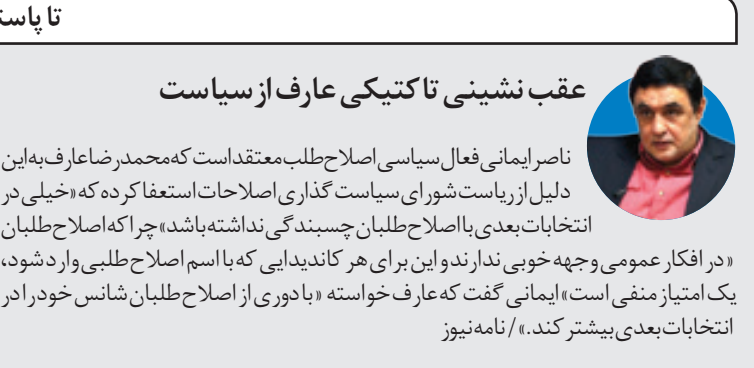 عقب نشینی تاکتیکی عارف از سیاست
ناصر ایمانی فعال سیاسی اصلاح طلب معتقد است که محمدرضا عارف به این
دلیل از ریاست شورای سیاست گذاری اصلاحات استعفا کرده که «خیلی در
انتخابات بعدی با اصلاح طلبان چسبندگی نداشته باشد» چرا که اصلاح طلبان
«در افکار عمومی وجهه خوبی ندارند و این برای هر کاندیدایی که با اسم اصلاح طلبی وارد شود،
یک امتیاز منفی است» ایمانی گفت که عارف خواسته «با دوری از اصلاح طلبان شانس خود را در
انتخابات بعدی بیشتر کند.» / نامه نیوز